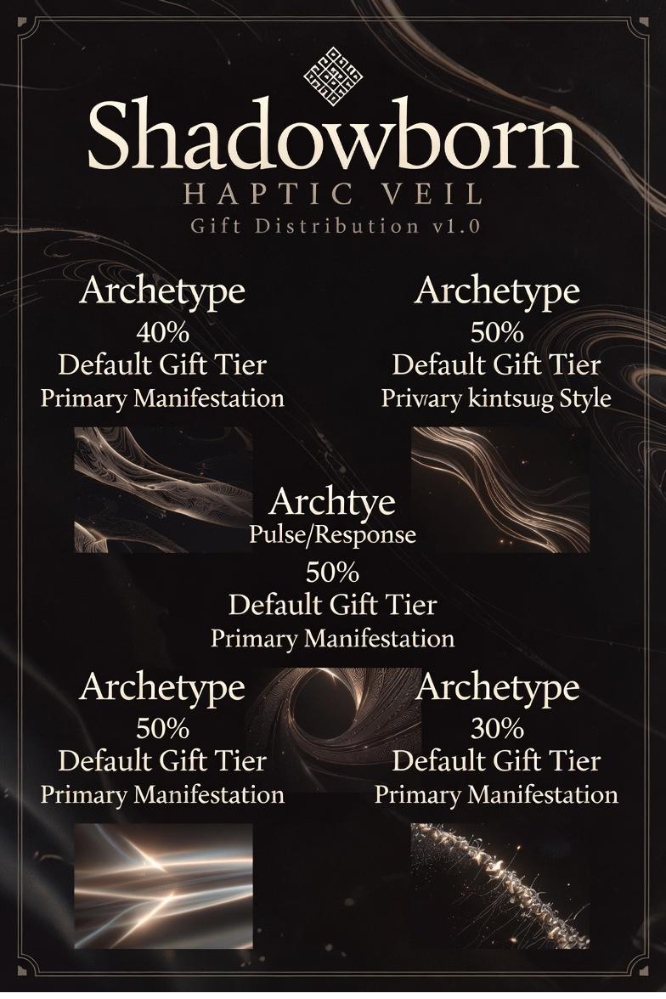 Shadowborn
HAPTIC VEIL
Gift Distribution v1.0
Archetype
40%
Default Gift Tier
Primary Manifestation
Archetype
50%
Default Gift Tier
Privary kintsug Style
Archtye
Pulse/Response
50%
Default Gift Tier
Primary Manifestation
Archetype
50%
Default Gift Tier
Primary Manifestation
Archetype
30%
Default Gift Tier
Primary Manifestation